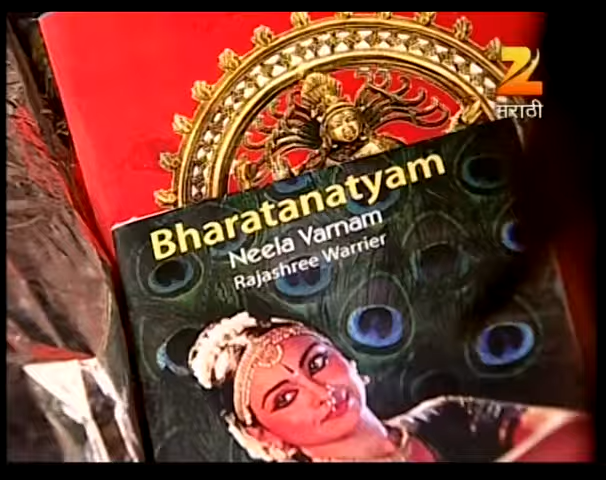 Z
मराठी
Bharatanatyam
Neela Varnam
Rajashree Warrier